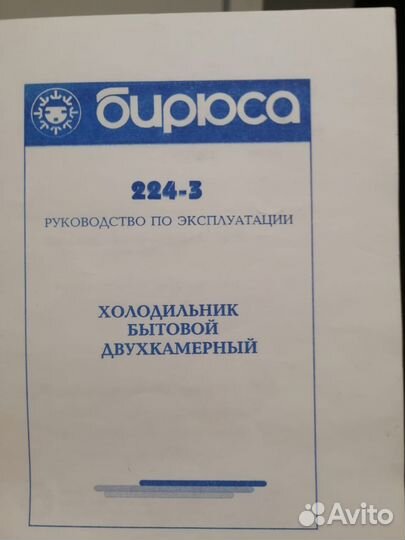 бирюса
224-3
РУКОВОДСТВО ПО ЭКСПЛУАТАЦИИ
ХОЛОДИЛЬНИК
БЫТОВОЙ
ДВУХКАМЕРНЫЙ
Avito